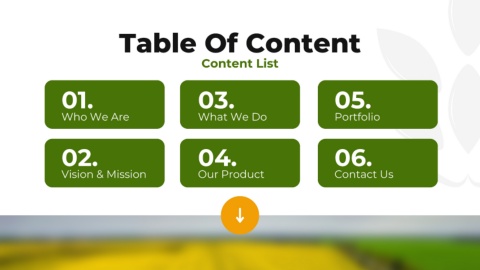 Table Of Content
Content List
01.
Who We Are
02.
Vision & Mission
03.
What We Do
04.
Our Product
05.
Portfolio
06.
Contact Us